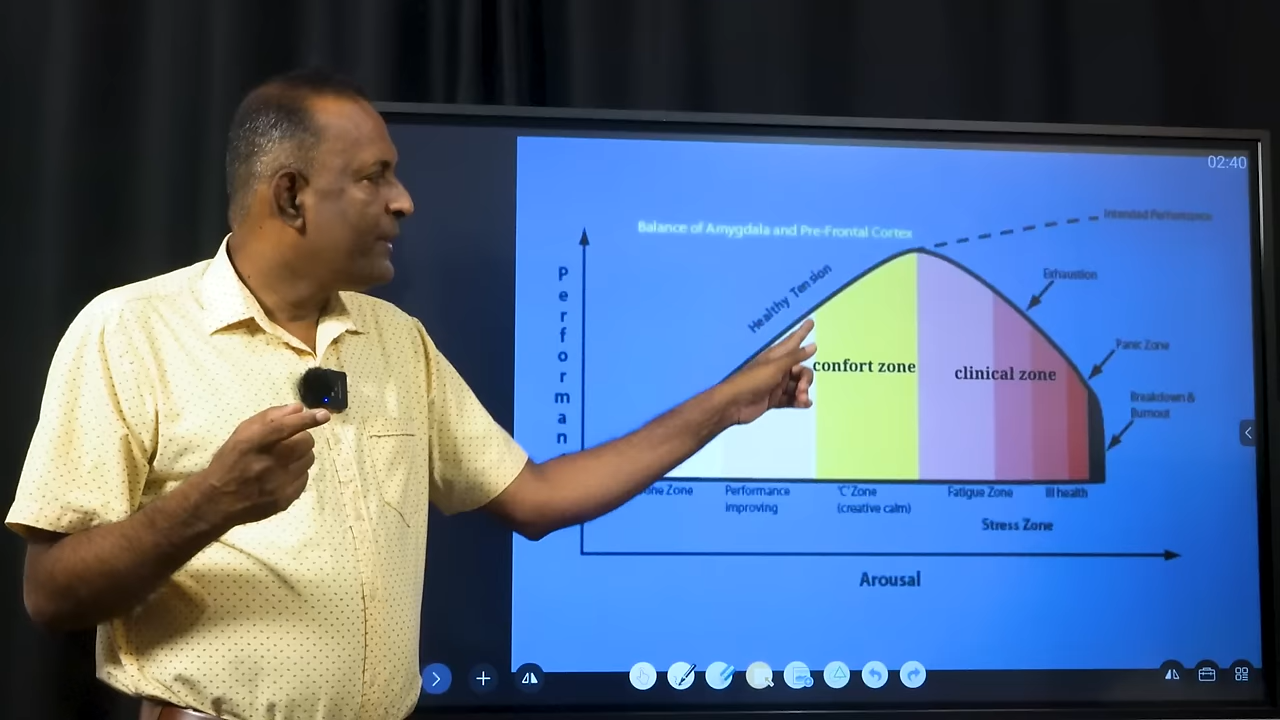 02:40
Intended Performance
Balance of Amygdala and Pre-Frontal Cortex
Healthy Tension
Exhaustion
Performan
Panic Zone
confort zone
clinical zone
Breakdown &
Burnout
Zone
Performance
improving
'C' Zone
(creative calm)
Fatigue Zone
Ill health
Stress Zone
Arousal